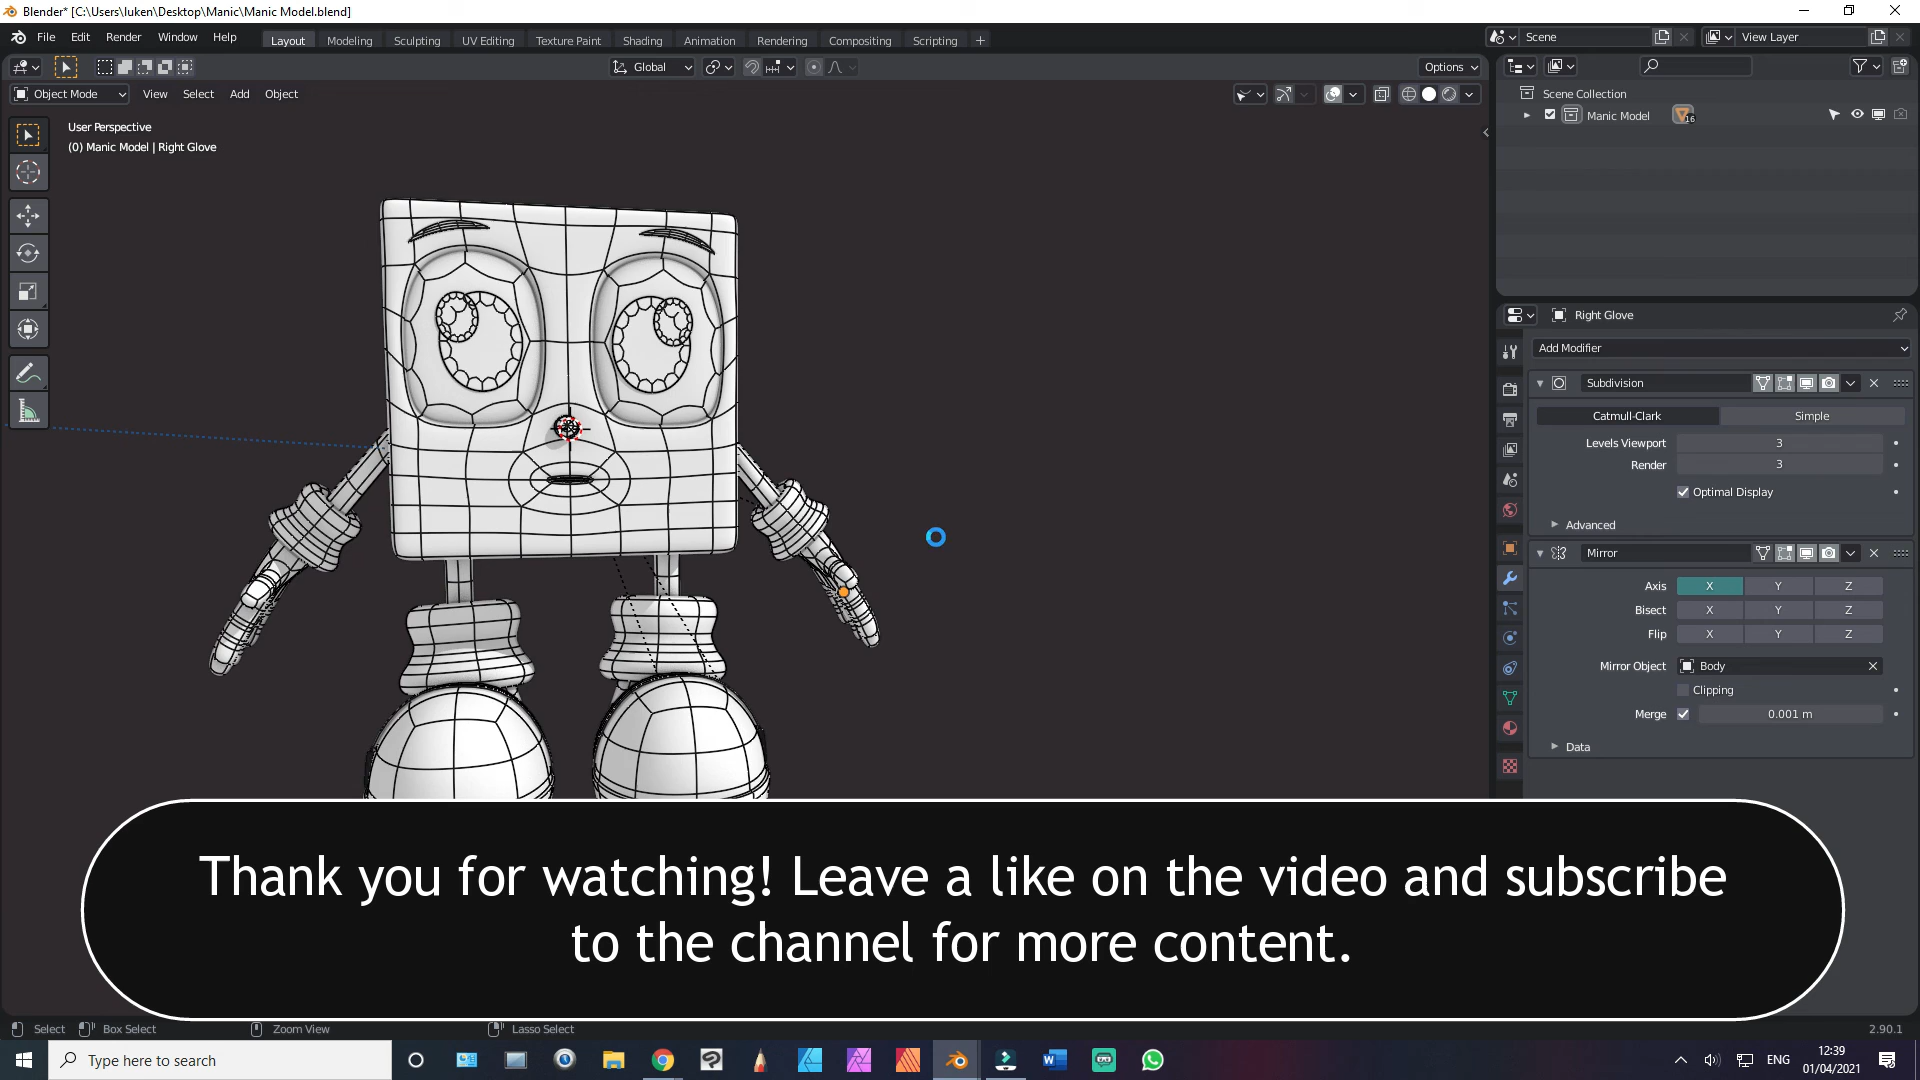 Blender* [C:\Users\luken\Desktop\Manic\Manic Model.blend]
File Edit Render Window Help
Layout Modeling Sculpting UV Editing Texture Paint Shading Animation Rendering Compositing Scripting +
Scene View Layer
Global Options
Object Mode View Select Add Object
Scene Collection
Manic Model 16
User Perspective
(0) Manic Model | Right Glove
Right Glove
Add Modifier
Subdivision
Catmull-Clark Simple
Levels Viewport 3
Render 3
Optimal Display
Advanced
Mirror
Axis X Y Z
Bisect X Y Z
Flip X Y Z
Mirror Object Body
Clipping
Merge 0.001 m
Data
Thank you for watching! Leave a like on the video and subscribe
to the channel for more content.
Select Box Select Zoom View Lasso Select 2.90.1
Type here to search
ENG 12:39
01/04/2021